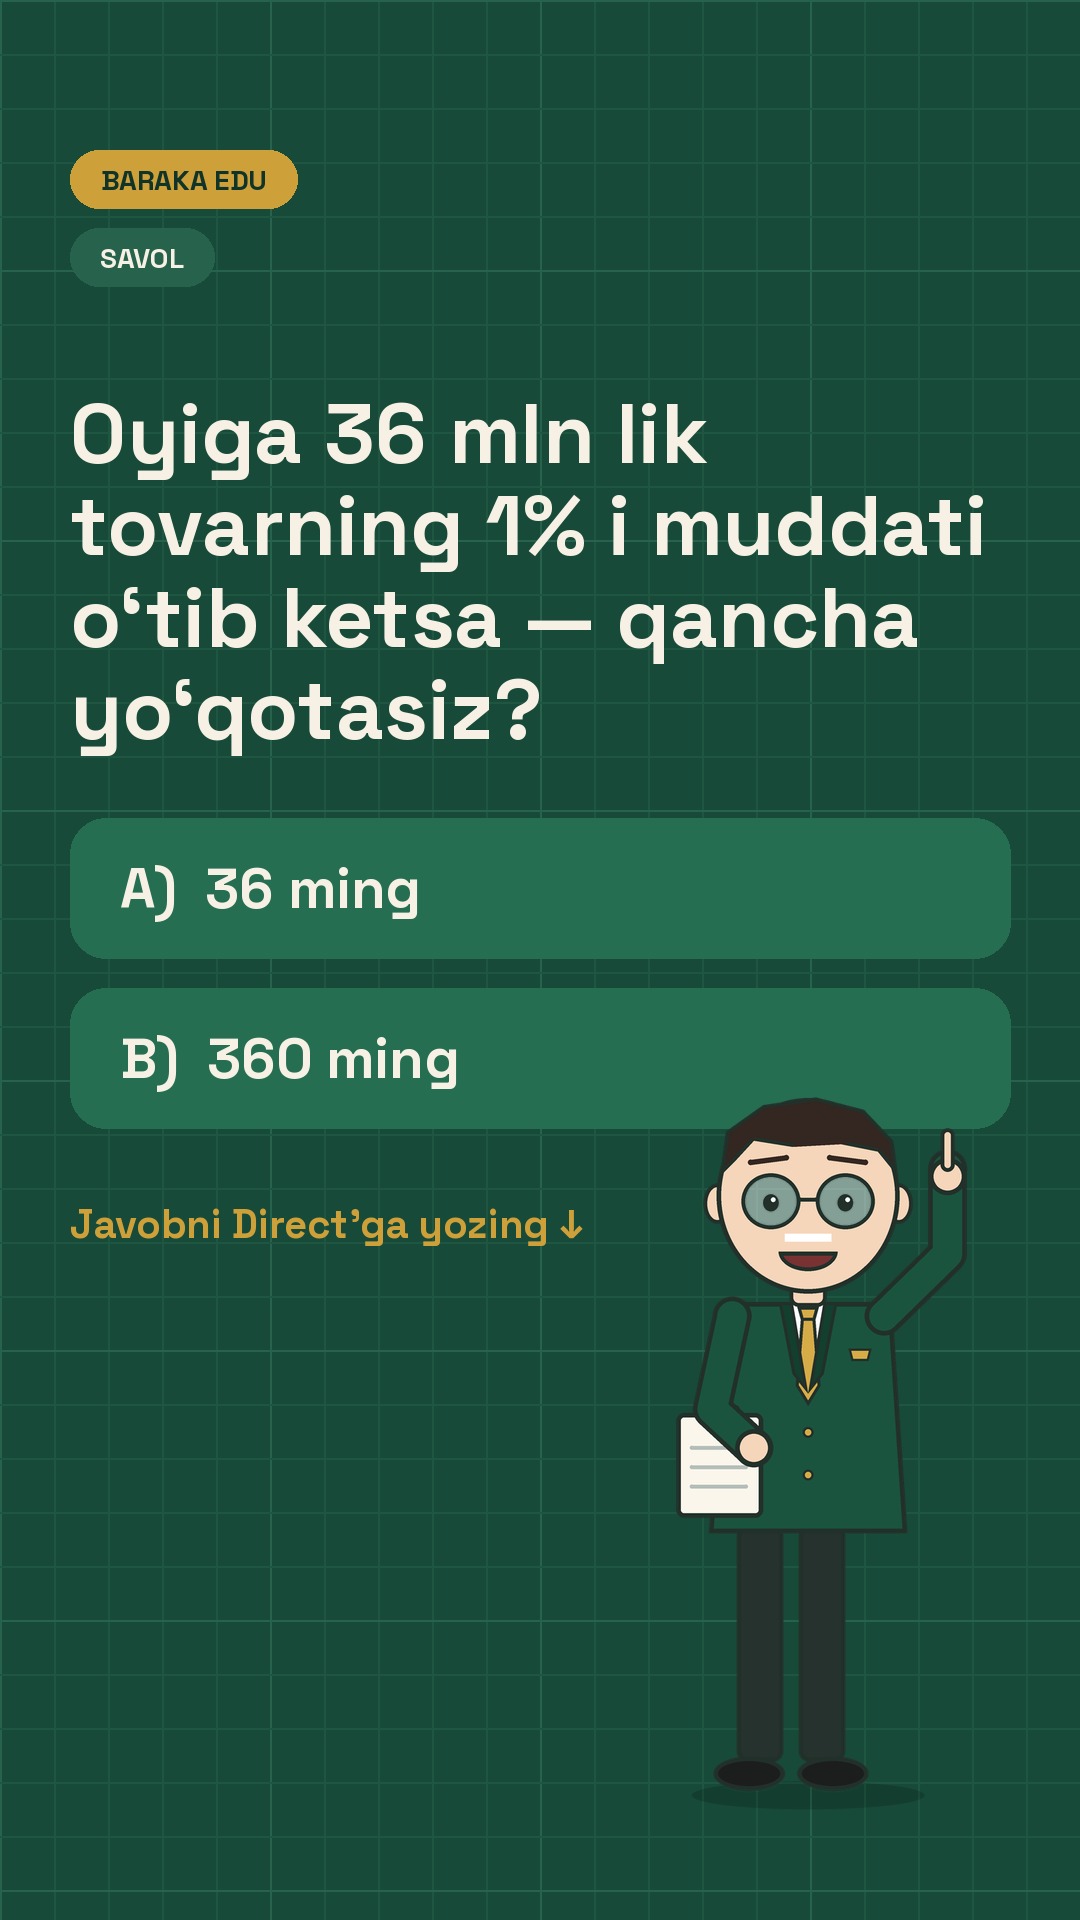 BARAKA EDU
SAVOL
Oyiga 36 mln lik
tovarning 1% i muddati
o‘tib ketsa — qancha
yo‘qotasiz?
A) 36 ming
B) 360 ming
Javobni Direct’ga yozing ↓